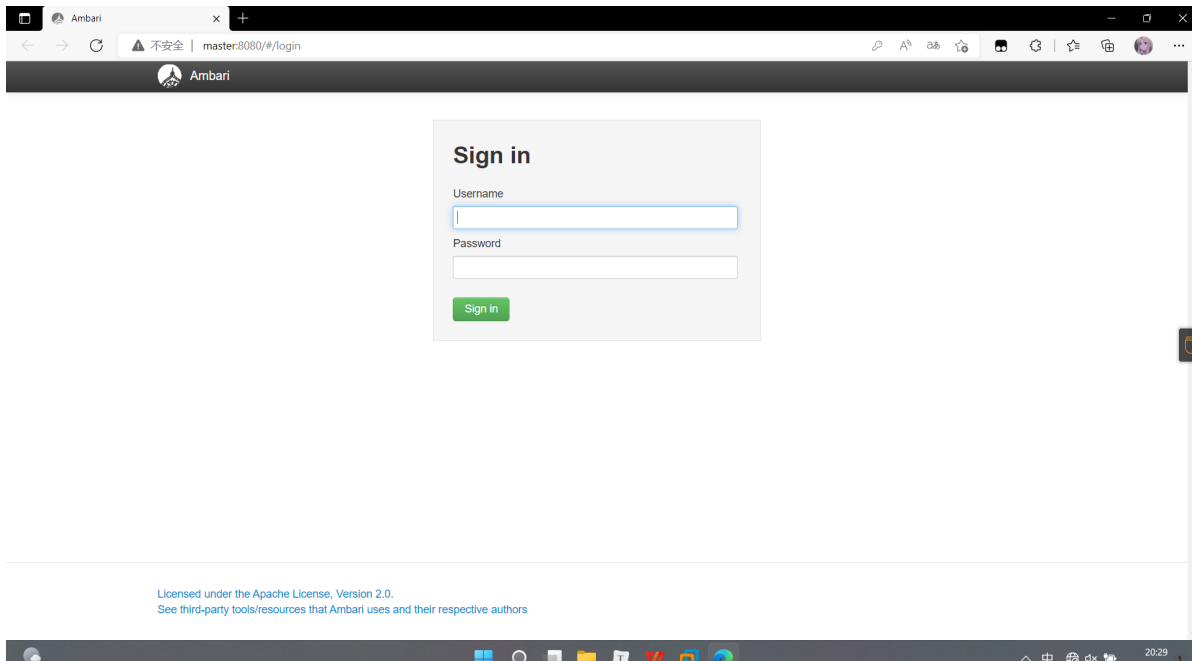 Ambari
不安全 | master:8080/#/login
Ambari
Sign in
Username
Password
Sign in
Licensed under the Apache License, Version 2.0.
See third-party tools/resources that Ambari uses and their respective authors
中
20:29